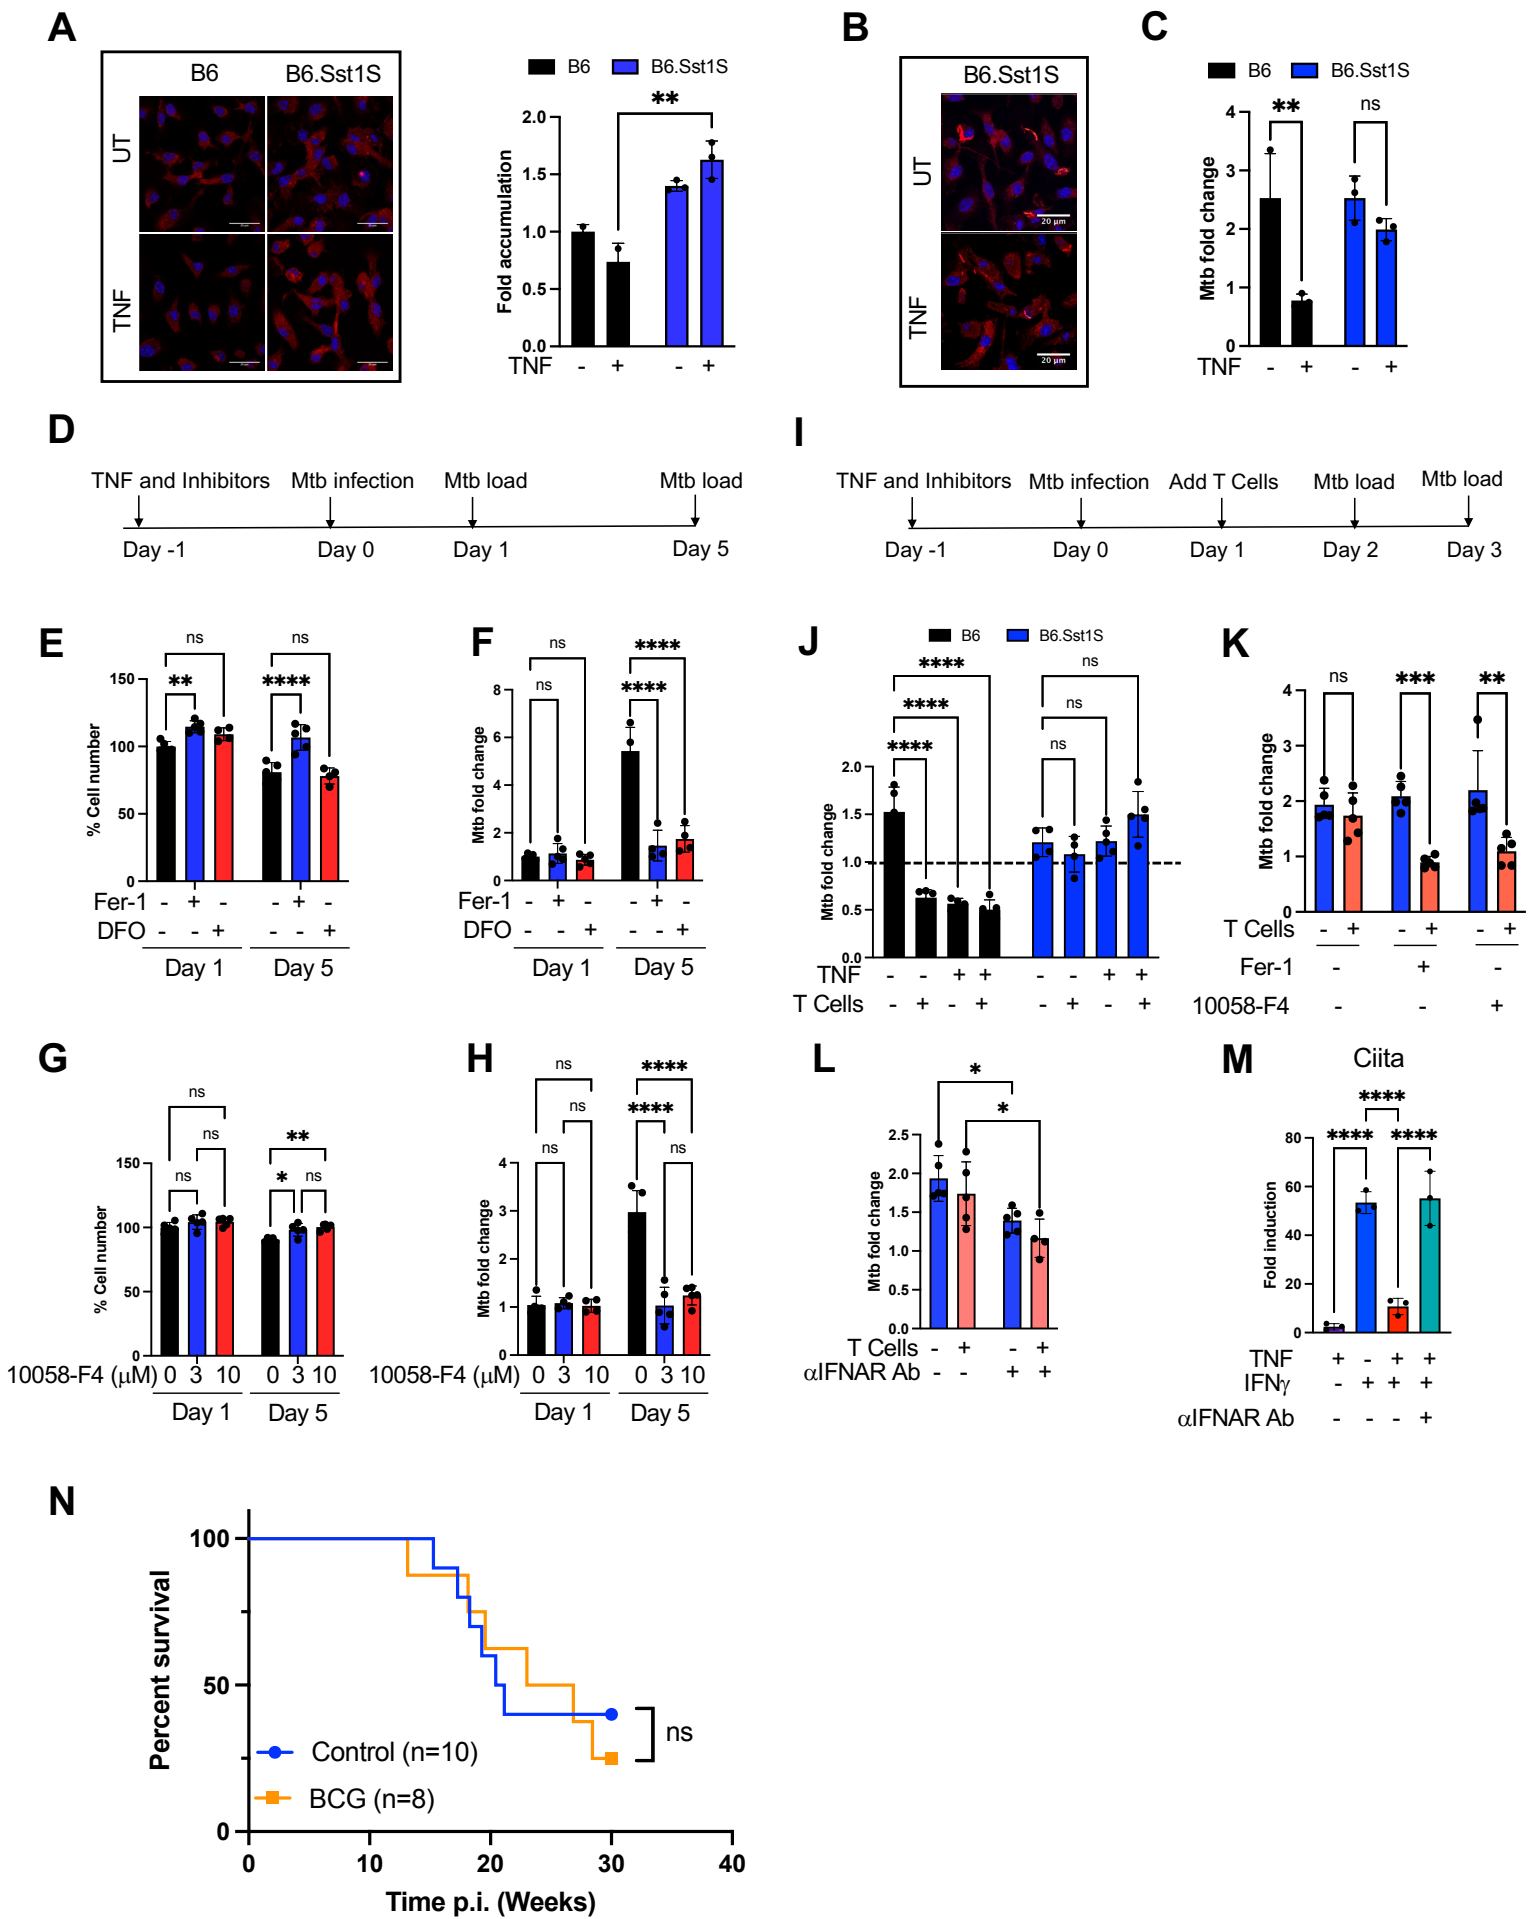 A
B6 B6.Sst1S
UT
TNF
B6 B6.Sst1S
**
Fold accumulation
2.0
1.5
1.0
0.5
0.0
TNF - + - +
B
B6.Sst1S
UT
20 µm
TNF
20 µm
C
B6 B6.Sst1S
** ns
Mtb fold change
4
3
2
1
0
TNF - + - +
D
TNF and Inhibitors Mtb infection Mtb load Mtb load
Day -1 Day 0 Day 1 Day 5
I
TNF and Inhibitors Mtb infection Add T Cells Mtb load Mtb load
Day -1 Day 0 Day 1 Day 2 Day 3
E
ns ns
** ****
% Cell number
150
100
50
0
Fer-1 - + - - + -
DFO - - + - - +
Day 1 Day 5
F
ns ****
ns ****
Mtb fold change
8
6
4
2
0
Fer-1 - + - - + -
DFO - - + - - +
Day 1 Day 5
J
B6 B6.Sst1S
**** ns
**** ns
**** ns
Mtb fold change
2.0
1.5
1.0
0.5
0.0
TNF - - + + - - + +
T Cells - + - + - + - +
K
ns *** **
Mtb fold change
4
3
2
1
0
T Cells - + - + - +
Fer-1 - + -
10058-F4 - - +
G
ns
ns **
ns * ns
% Cell number
150
100
50
0
10058-F4 (µM) 0 3 10 0 3 10
Day 1 Day 5
H
ns ****
ns ****
ns ns
Mtb fold change
4
3
2
1
0
10058-F4 (µM) 0 3 10 0 3 10
Day 1 Day 5
L
*
*
Mtb fold change
2.5
2.0
1.5
1.0
0.5
0.0
T Cells - + - +
αIFNAR Ab - - + +
M
Ciita
****
**** ****
Fold induction
80
60
40
20
0
TNF + - + +
IFNγ - + + +
αIFNAR Ab - - - +
N
Percent survival
100
50
0
Control (n=10)
BCG (n=8)
ns
0 10 20 30 40
Time p.i. (Weeks)